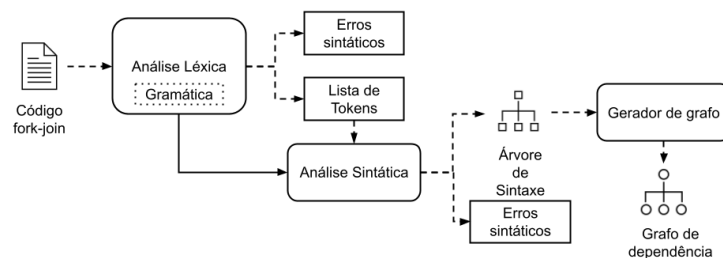 Código
fork-join
Análise Léxica
Gramática
Erros
sintáticos
Lista de
Tokens
Análise Sintática
Árvore
de
Sintaxe
Erros
sintáticos
Gerador de grafo
Grafo de
dependência